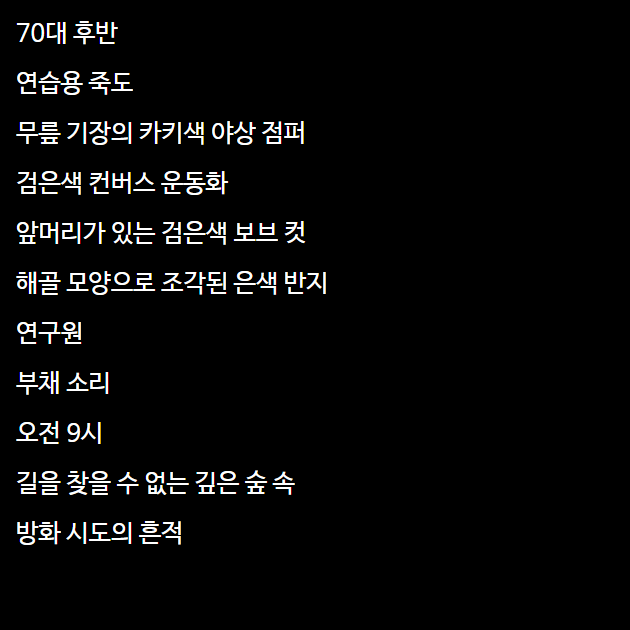 70대 후반
연습용 죽도
무릎 기장의 카키색 야상 점퍼
검은색 컨버스 운동화
앞머리가 있는 검은색 보브 컷
해골 모양으로 조각된 은색 반지
연구원
부채 소리
오전 9시
길을 찾을 수 없는 깊은 숲 속
방화 시도의 흔적